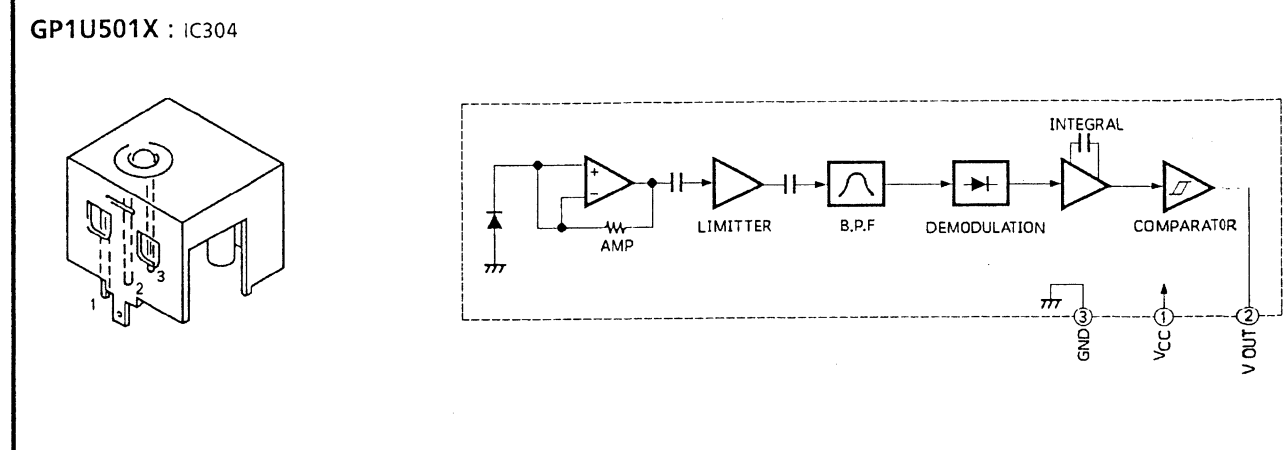 GP1U501X : IC304
INTEGRAL
+
−
AMP
LIMITTER
B.P.F
DEMODULATION
COMPARATOR
1
2
3
3
1
2
GND
VCC
V OUT